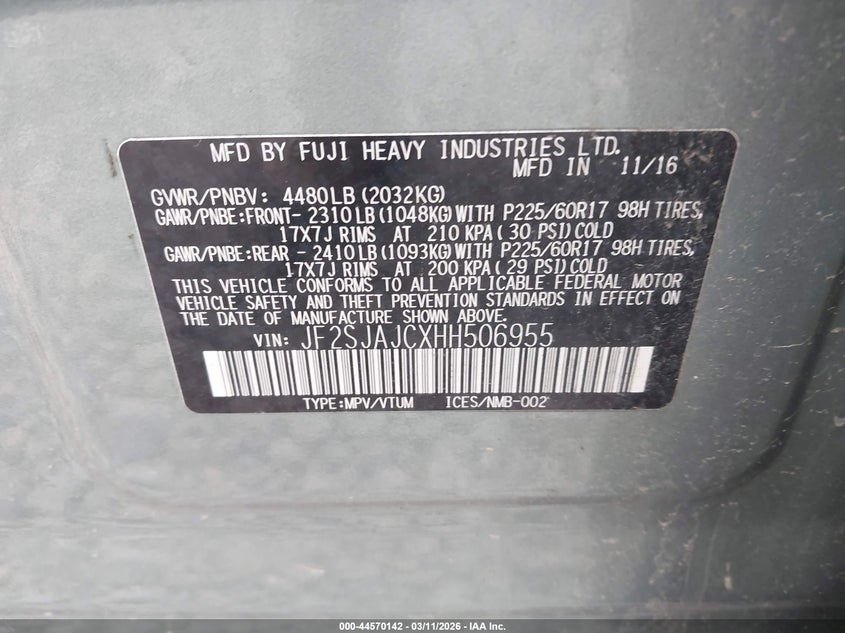 MFD BY FUJI HEAVY INDUSTRIES LTD.
MFD IN 11/16
GVWR/PNBV: 4480LB (2032KG)
GAWR/PNBE:FRONT- 2310LB (1048KG)WITH P225/60R17 98H TIRES,
17X7J RIMS AT 210 KPA( 30 PSI)COLD
GAWR/PNBE:REAR - 2410LB (1093KG)WITH P225/60R17 98H TIRES,
17X7J RIMS AT 200 KPA( 29 PSI)COLD
THIS VEHICLE CONFORMS TO ALL APPLICABLE FEDERAL MOTOR
VEHICLE SAFETY AND THEFT PREVENTION STANDARDS IN EFFECT ON
THE DATE OF MANUFACTURE SHOWN ABOVE.
VIN: JF2SJAJCXHH506955
TYPE:MPV/VTUM ICES/NMB-002
000-44570142 - 03/11/2026 - IAA Inc.